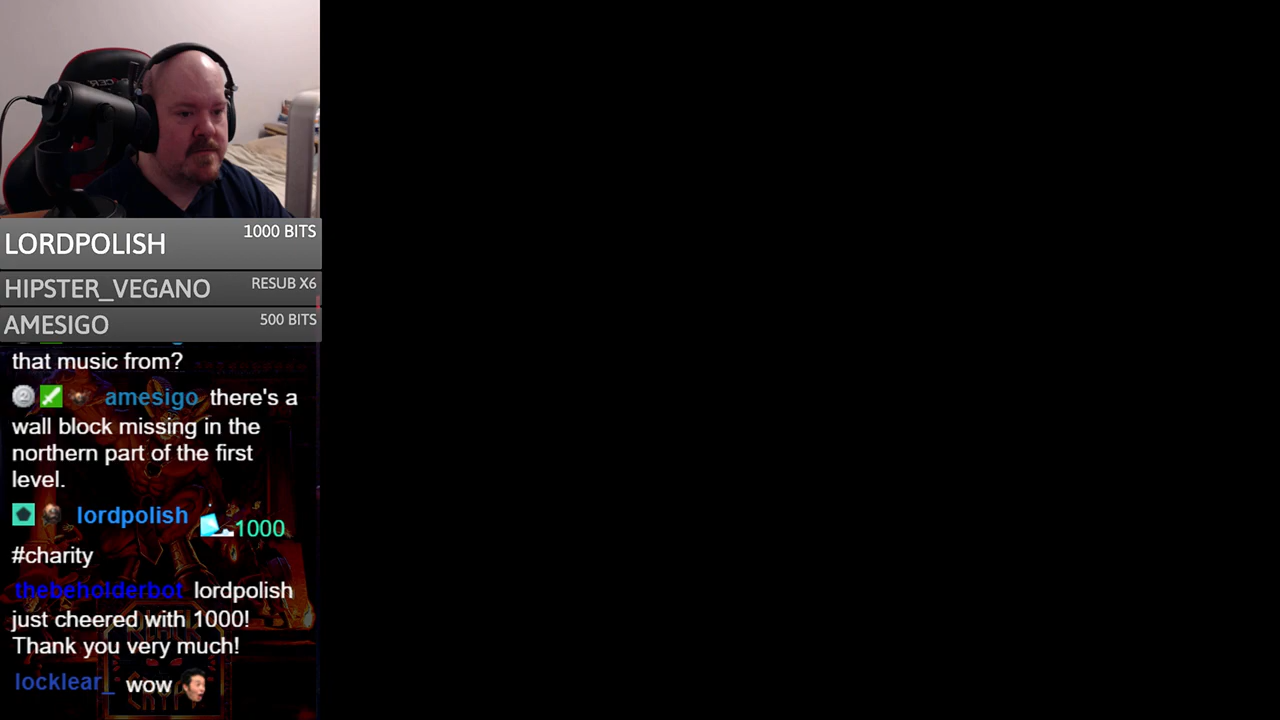 LORDPOLISH 1000 BITS
HIPSTER_VEGANO RESUB X6
AMESIGO 500 BITS
that music from?
amesigo there's a
wall block missing in the
northern part of the first
level.
lordpolish 1000
#charity
thebeholderbot lordpolish
just cheered with 1000!
Thank you very much!
locklear_ wow
BLACK
CRYPT